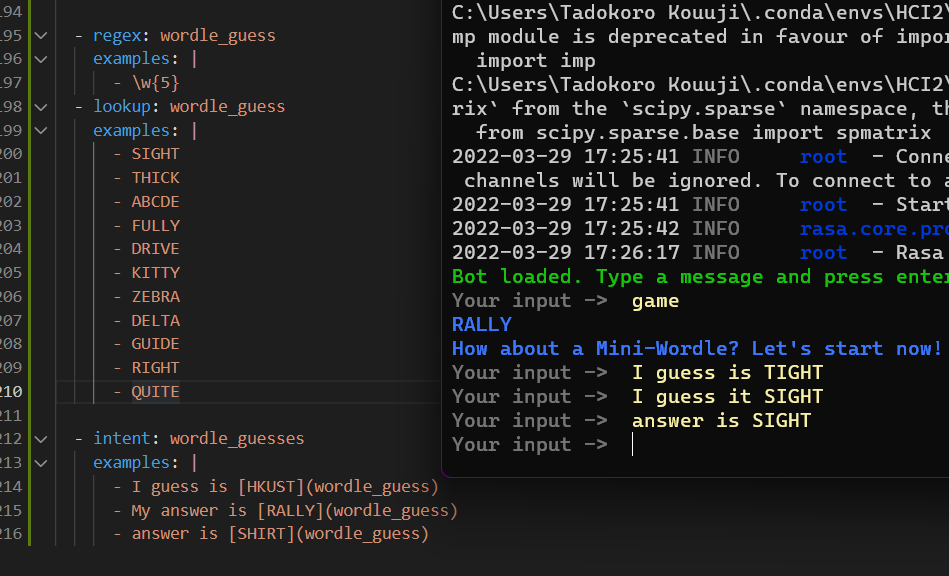 194
195 - regex: wordle_guess
196 examples: |
197 - \w{5}
198 - lookup: wordle_guess
199 examples: |
200 - SIGHT
201 - THICK
202 - ABCDE
203 - FULLY
204 - DRIVE
205 - KITTY
206 - ZEBRA
207 - DELTA
208 - GUIDE
209 - RIGHT
210 - QUITE
211
212 - intent: wordle_guesses
213 examples: |
214 - I guess is [HKUST](wordle_guess)
215 - My answer is [RALLY](wordle_guess)
216 - answer is [SHIRT](wordle_guess)
C:\Users\Tadokoro Kouuji\.conda\envs\HCI2\
mp module is deprecated in favour of impor
import imp
C:\Users\Tadokoro Kouuji\.conda\envs\HCI2\
rix` from the `scipy.sparse` namespace, th
from scipy.sparse.base import spmatrix
2022-03-29 17:25:41 INFO root - Conne
channels will be ignored. To connect to a
2022-03-29 17:25:41 INFO root - Start
2022-03-29 17:25:42 INFO rasa.core.pro
2022-03-29 17:26:17 INFO root - Rasa
Bot loaded. Type a message and press enter
Your input -> game
RALLY
How about a Mini-Wordle? Let's start now!
Your input -> I guess is TIGHT
Your input -> I guess it SIGHT
Your input -> answer is SIGHT
Your input ->